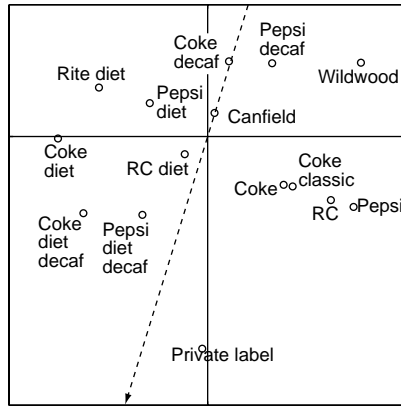 Coke
decaf
Pepsi
decaf
Rite diet
Wildwood
Pepsi
diet
Canfield
Coke
diet
RC diet
Coke
Coke
classic
RC
Pepsi
Coke
diet
decaf
Pepsi
diet
decaf
Private label